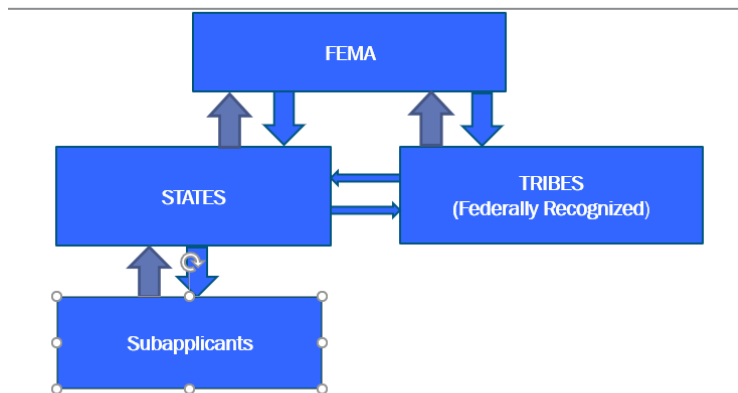 FEMA
STATES
TRIBES
(Federally Recognized)
Subapplicants